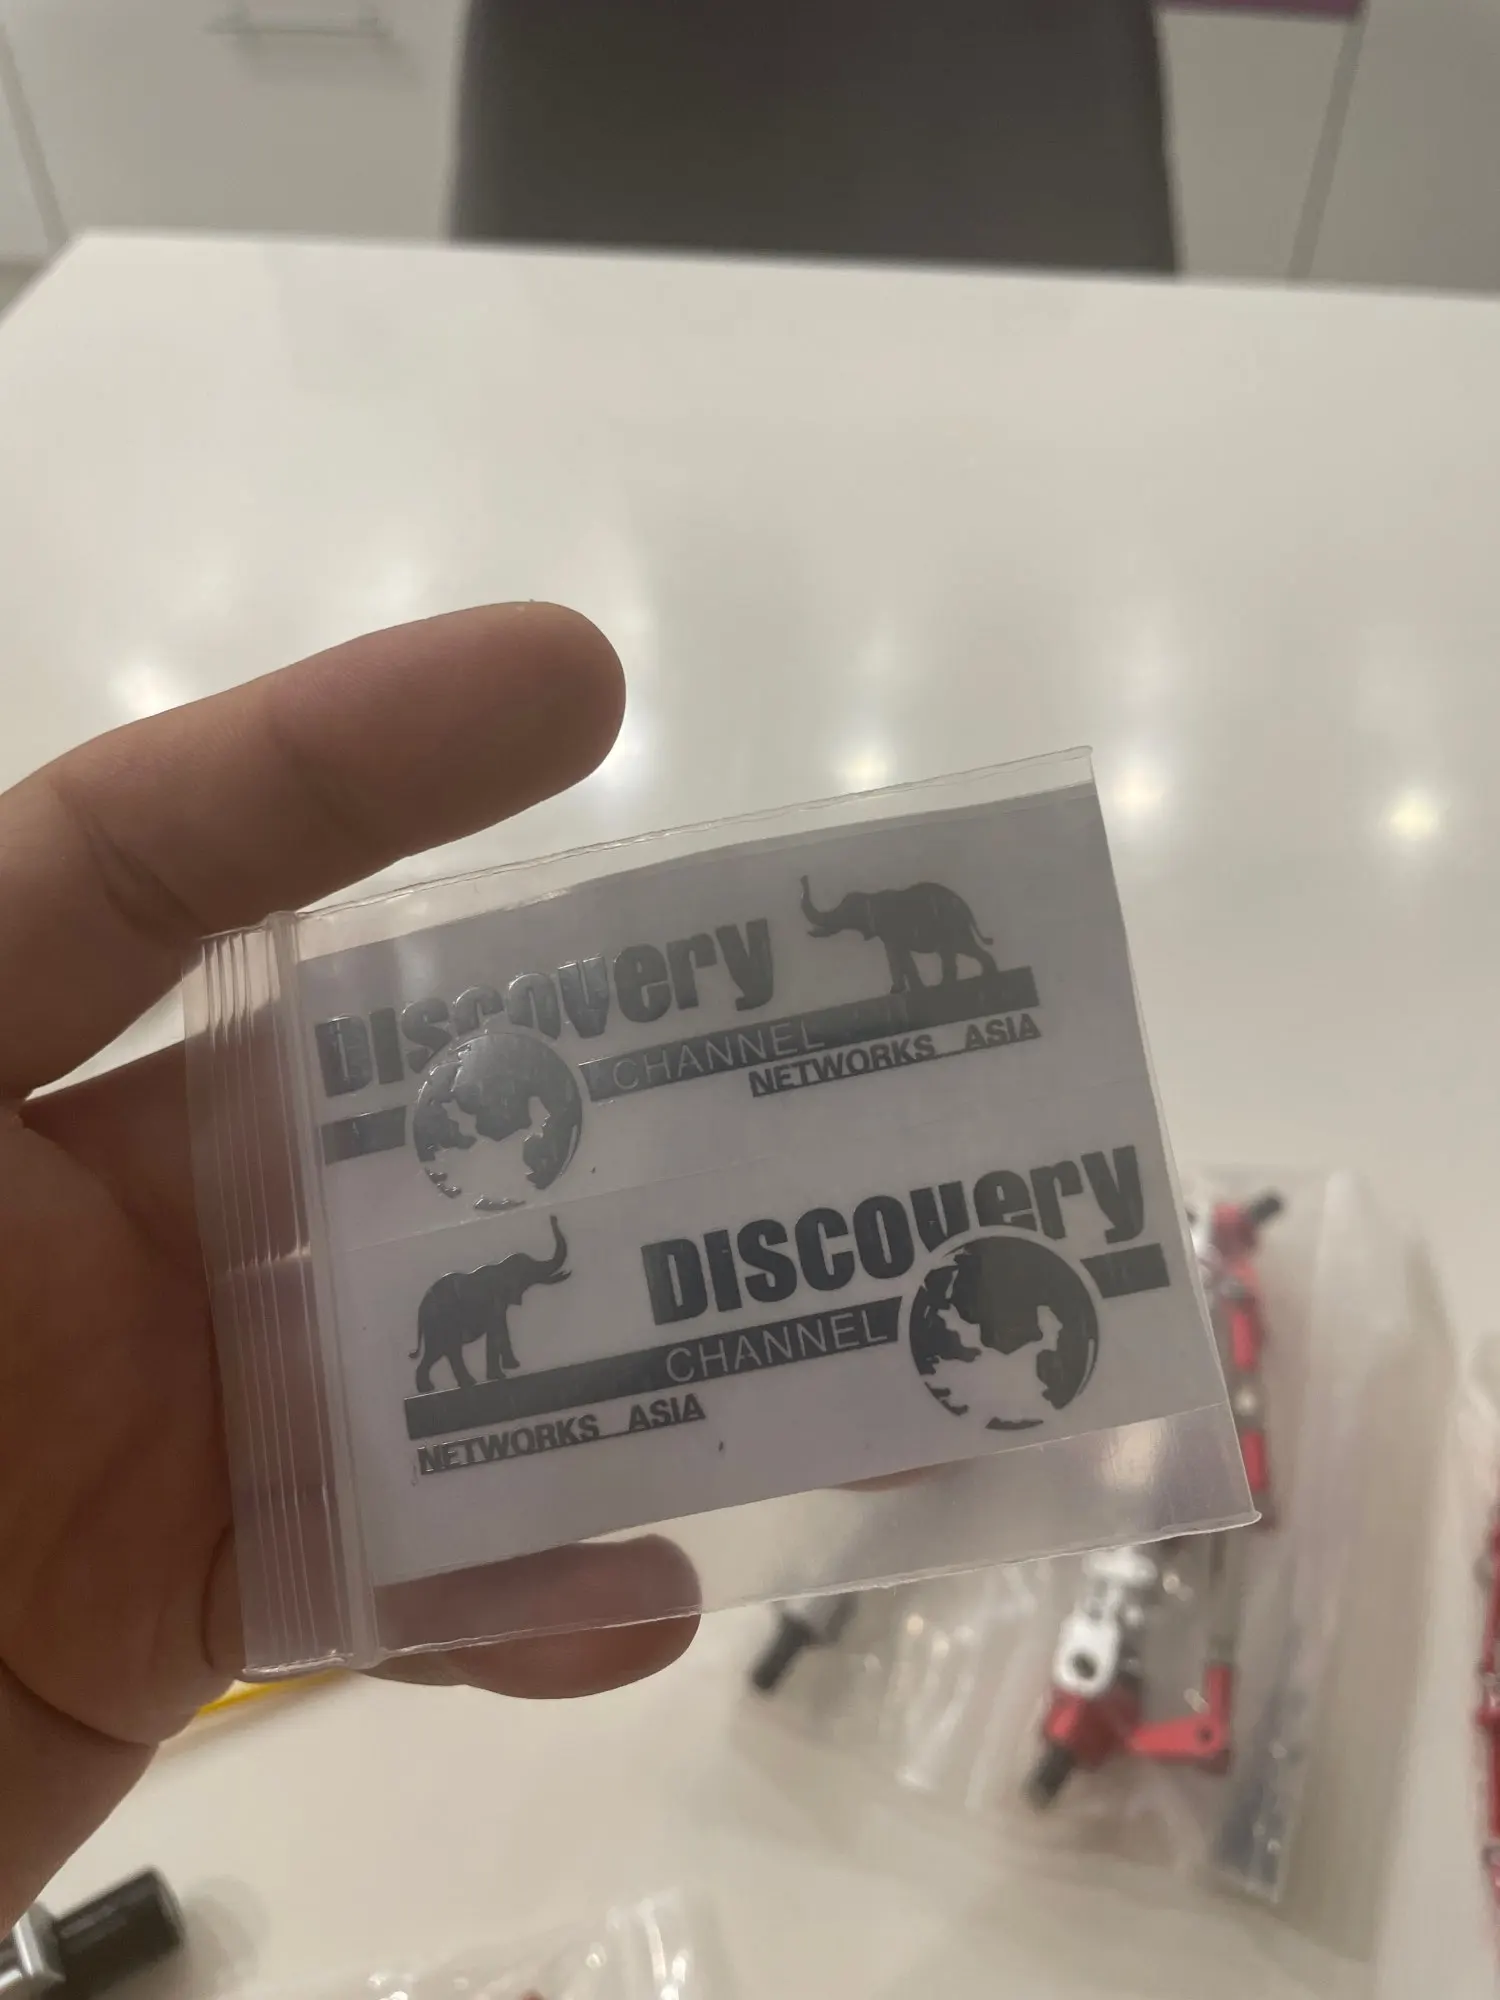 DISCOVERY
CHANNEL
NETWORKS ASIA
DISCOVERY
CHANNEL
NETWORKS ASIA